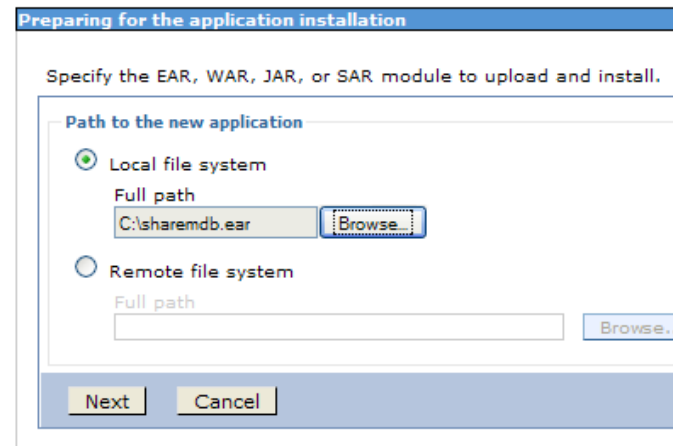 Preparing for the application installation
Specify the EAR, WAR, JAR, or SAR module to upload and install.
Path to the new application
Local file system
Full path
C:\sharemdb.ear Browse...
Remote file system
Full path
Browse.
Next Cancel